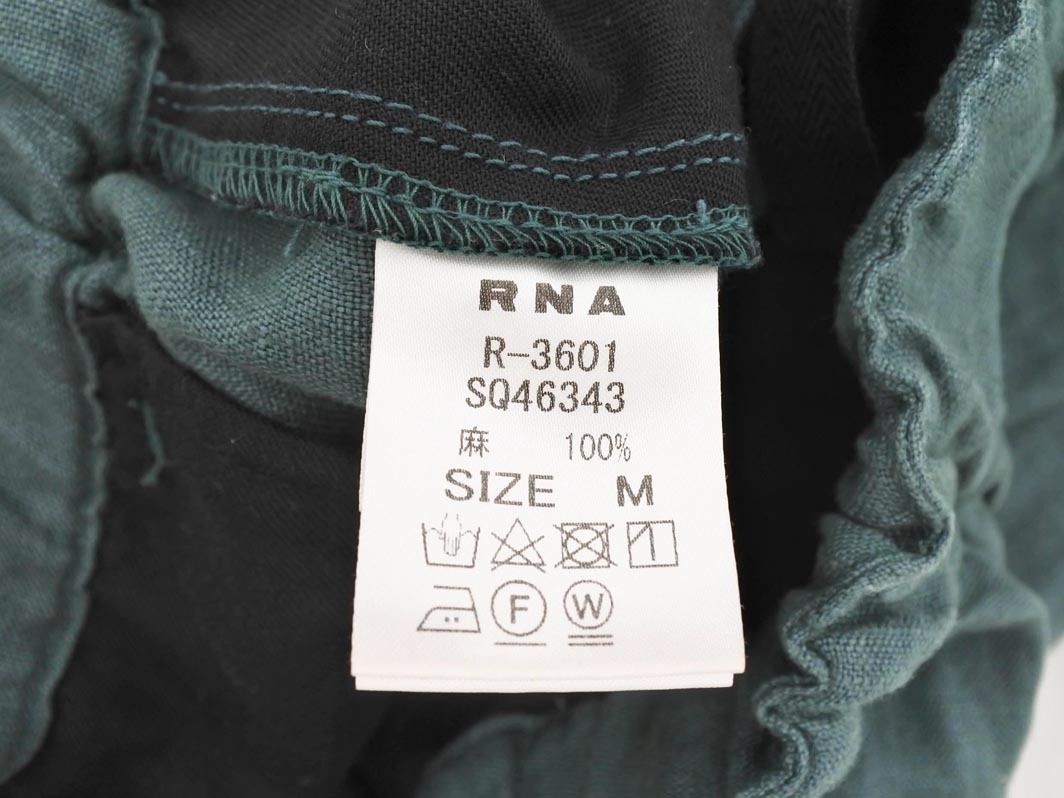 RNA
R-3601
SQ46343
麻 100%
SIZE M
F W